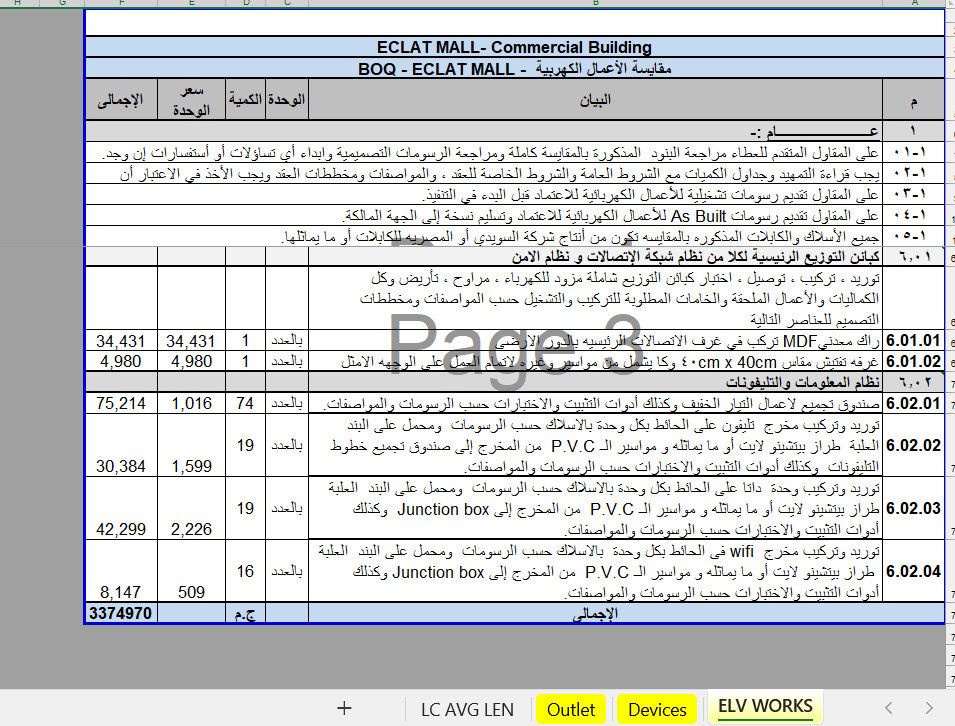 H G F E D C B A
ECLAT MALL- Commercial Building
مقايسة الأعمال الكهربية - BOQ - ECLAT MALL
م البيان الوحدة الكمية سعر الوحدة الإجمالى
١ عـــــــــــــــام :-
٠١-١ على المقاول المتقدم للعطاء مراجعة البنود المذكورة بالمقايسة كاملة ومراجعة الرسومات التصميمية وابداء أي تساؤلات أو أستفسارات إن وجد.
٠٢-١ يجب قراءة التمهيد وجداول الكميات مع الشروط العامة والشروط الخاصة للعقد ، والمواصفات ومخططات العقد ويجب الأخذ في الاعتبار أن
٠٣-١ على المقاول تقديم رسومات تشغيلية للأعمال الكهربائية للاعتماد قبل البدء في التنفيذ.
٠٤-١ على المقاول تقديم رسومات As Built للأعمال الكهربائية للاعتماد وتسليم نسخة إلى الجهة المالكة.
٠٥-١ جميع الأسلاك والكابلات المذكوره بالمقايسه تكون من أنتاج شركة السويدي أو المصريه للكابلات أو ما يماثلها.
٦,٠١ كبائن التوزيع الرئيسية لكلا من نظام شبكة الإتصالات و نظام الامن
توريد ، تركيب ، توصيل ، اختبار كبائن التوزيع شاملة مزود للكهرباء ، مراوح ، تأريض وكل
الكماليات والأعمال الملحقة والخامات المطلوبة للتركيب والتشغيل حسب المواصفات ومخططات
التصميم للعناصر التالية
Page 3
6.01.01 راك معدنيMDF تركب في غرف الاتصالات الرئيسيه بالدور الارضي بالعدد 1 34,431 34,431
6.01.02 غرفه تفتيش مقاس ٤٠cm x 40cm وكا يشمل من مواسير وغيره لاتمام العمل على الوجهه الامثل بالعدد 1 4,980 4,980
٦,٠٢ نظام المعلومات والتليفونات
6.02.01 صندوق تجميع لاعمال التيار الخفيف وكذلك أدوات التثبيت والاختبارات حسب الرسومات والمواصفات. بالعدد 74 1,016 75,214
توريد وتركيب مخرج تليفون على الحائط بكل وحدة بالاسلاك حسب الرسومات ومحمل على البند
6.02.02 العلبة طراز بيتشينو لايت أو ما يماثله و مواسير الـ P.V.C من المخرج إلى صندوق تجميع خطوط بالعدد 19
التليفونات وكذلك أدوات التثبيت والاختبارات حسب الرسومات والمواصفات. 1,599 30,384
توريد وتركيب وحدة داتا على الحائط بكل وحدة بالاسلاك حسب الرسومات ومحمل على البند العلبة
6.02.03 طراز بيتشينو لايت أو ما يماثله و مواسير الـ P.V.C من المخرج إلى Junction box وكذلك بالعدد 19
أدوات التثبيت والاختبارات حسب الرسومات والمواصفات. 2,226 42,299
توريد وتركيب مخرج wifi فى الحائط بكل وحدة بالاسلاك حسب الرسومات ومحمل على البند العلبة
6.02.04 طراز بيتشينو لايت أو ما يماثله و مواسير الـ P.V.C من المخرج إلى Junction box وكذلك بالعدد 16
أدوات التثبيت والاختبارات حسب الرسومات والمواصفات. 509 8,147
الإجمالى ج.م 3374970
+ LC AVG LEN Outlet Devices ELV WORKS